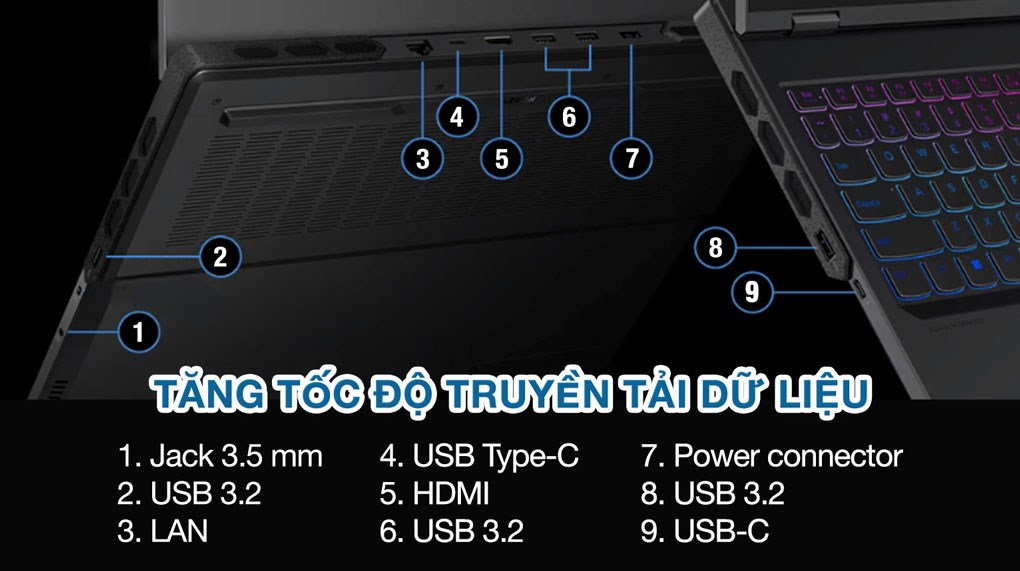 3
4
5
6
7
2
1
8
9
TĂNG TỐC ĐỘ TRUYỀN TẢI DỮ LIỆU
1. Jack 3.5 mm
2. USB 3.2
3. LAN
4. USB Type-C
5. HDMI
6. USB 3.2
7. Power connector
8. USB 3.2
9. USB-C